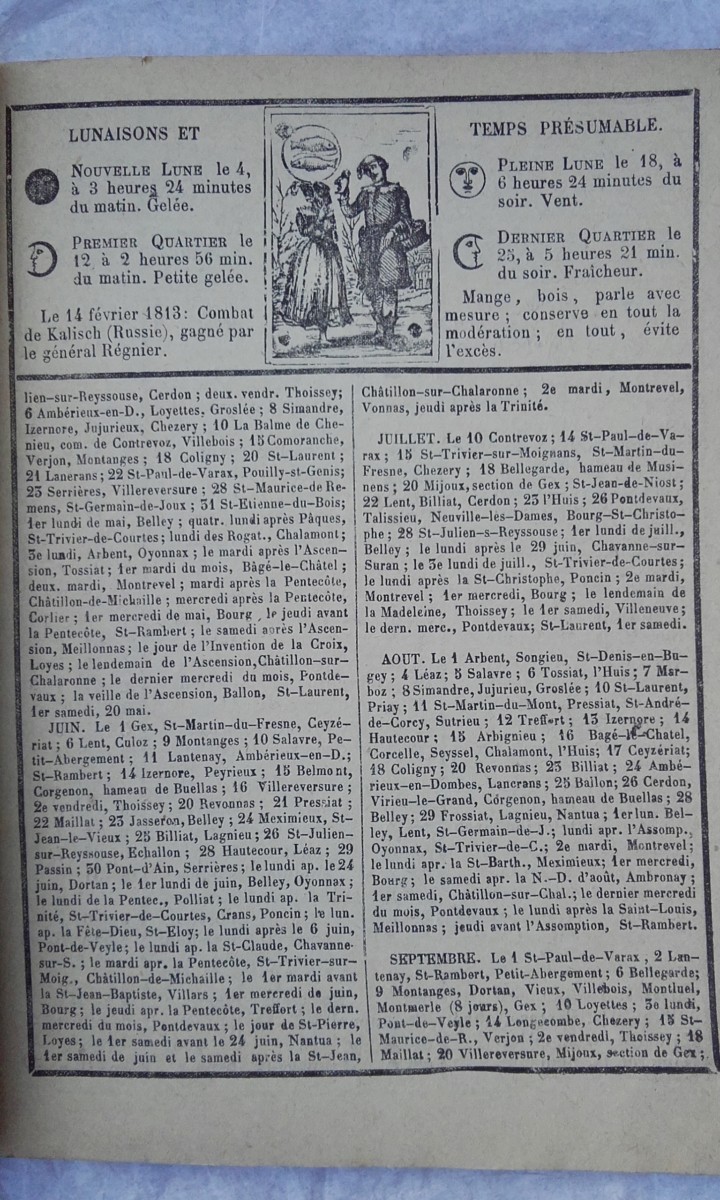 LUNAISONS ET
NOUVELLE LUNE le 4,
à 3 heures 24 minutes
du matin. Gelée.
PREMIER QUARTIER le
12 à 2 heures 56 min.
du matin. Petite gelée.
Le 14 février 1813: Combat
de Kalisch (Russie), gagné par
le général Régnier.
TEMPS PRÉSUMABLE.
PLEINE LUNE le 18, à
6 heures 24 minutes du
soir. Vent.
DERNIER QUARTIER le
25, à 5 heures 21 min.
du soir. Fraîcheur.
Mange, bois, parle avec
mesure; conserve en tout la
modération; en tout, évite
l'excès.
lien-sur-Reyssouse, Cerdon; deux. vendr. Thoissey;
6 Ambérieux-en-D., Loyettes, Groslée; 8 Simandre,
Izernore, Jujurieux, Chezery; 10 La Balme de Che-
nieu, com. de Contrevoz, Villebois; 15 Comoranche,
Verjon, Montanges; 18 Coligny; 20 St-Laurent;
21 Lanerans; 22 St-Paul-de-Varax, Pouilly-st-Genis;
23 Serrières, Villereversure; 28 St-Maurice-de Re-
mens, St-Germain-de-Joux; 31 St-Etienne-du-Bois;
1er lundi de mai, Belley; quatr. lundi après Pâques,
St-Trivier-de-Courtes; lundi des Rogat., Chalamont;
3e lundi, Arbent, Oyonnax; le mardi après l'Ascen-
sion, Tossiat; 1er mardi du mois, Bâgé-le-Châtel;
deux. mardi, Montrevel; mardi après la Pentecôte,
Châtillon-de-Michaille; mercredi après la Pentecôte,
Corlier; 1er mercredi de mai, Bourg, le jeudi avant
la Pentecôte, St-Rambert; le samedi après l'Ascen-
sion, Meillonnas; le jour de l'Invention de la Croix,
Loyes; le lendemain de l'Ascension, Châtillon-sur-
Chalaronne; le dernier mercredi du mois, Pontde-
vaux; la veille de l'Ascension, Ballon, St-Laurent,
1er samedi, 20 mai.
JUIN. Le 1 Gex, St-Martin-du-Fresne, Ceyzé-
riat; 6 Lent, Culoz; 9 Montanges; 10 Salavre, Pe-
tit-Abergement; 11 Lantenay, Ambérieux-en-D.;
St-Rambert; 14 Izernore, Peyrieux; 15 Belmont,
Corgenon, hameau de Buellas; 16 Villereversure;
2e vendredi, Thoissey; 20 Revonnas; 21 Pressiat;
22 Maillat; 23 Jasseron, Belley; 24 Meximieux, St-
Jean-le-Vieux; 25 Billiat, Lagnieu; 26 St-Julien-
sur-Reyssouse, Echallon; 28 Hautecour, Léaz; 29
Passin; 30 Pont-d'Ain, Serrières; le lundi ap. le 24
juin, Dortan; le 1er lundi de juin, Belley, Oyonnax;
le lundi de la Pentec., Polliat; le lundi ap. la Tri-
nité, St-Trivier-de-Courtes, Crans, Poncin; le lun.
ap. la Fête-Dieu, St-Eloy; le lundi après le 6 juin,
Pont-de-Veyle; le lundi ap. la St-Claude, Chavanne-
sur-S.; le mardi apr. la Pentecôte, St-Trivier-sur-
Moig., Châtillon-de-Michaille; le 1er mardi avant
la St-Jean-Baptiste, Villars; 1er mercredi de juin,
Bourg; le jeudi apr. la Pentecôte, Treffort; le dern.
mercredi du mois, Pontdevaux; le jour de St-Pierre,
Loyes; le 1er samedi avant le 24 juin, Nantua; le
1er samedi de juin et le samedi après la St-Jean,
Châtillon-sur-Chalaronne; 2e mardi, Montrevel,
Vonnas, jeudi après la Trinité.
JUILLET. Le 10 Contrevoz; 14 St-Paul-de-Va-
rax; 15 St-Trivier-sur-Moignans, St-Martin-du-
Fresne, Chezery; 18 Bellegarde, hameau de Musi-
nens; 20 Mijoux, section de Gex; St-Jean-de-Niost;
22 Lent, Billiat, Cerdon; 23 l'Huis; 26 Pontdevaux,
Talissieu, Neuville-les-Dames, Bourg-St-Christo-
phe; 28 St-Julien-s-Reyssouse; 1er lundi de juill.,
Belley; le lundi après le 29 juin, Chavanne-sur-
Suran; le 3e lundi de juill., St-Trivier-de-Courtes;
le lundi après la St-Christophe, Poncin; 2e mardi,
Montrevel; 1er mercredi, Bourg; le lendemain de
la Madeleine, Thoissey; le 1er samedi, Villeneuve;
le dern. merc., Pontdevaux; St-Laurent, 1er samedi.
AOUT. Le 1 Arbent, Songieu, St-Denis-en-Bu-
gey; 4 Léaz; 5 Salavre; 6 Tossiat, l'Huis; 7 Mar-
boz; 8 Simandre, Jujurieu, Groslée; 10 St-Laurent,
Priay; 11 St-Martin-du-Mont, Pressiat, St-André-
de-Corcy, Sutrieu; 12 Treffort; 13 Izernore; 14
Hautecour; 15 Arbignieu; 16 Bagé-le-Chatel,
Corcelle, Seyssel, Chalamont, l'Huis; 17 Ceyzériat;
18 Coligny; 20 Revonnas; 23 Billiat; 24 Ambé-
rieux-en-Dombes, Lancrans; 25 Ballon; 26 Cerdon,
Virieu-le-Grand, Corgenon, hameau de Buellas; 28
Belley; 29 Frossiat, Lagnieu, Nantua; 1er lun. Bel-
ley, Lent, St-Germain-de-J.; lundi apr. l'Assomp.,
Oyonnax, St-Trivier-de-C.; 2e mardi, Montrevel;
le lundi apr. la St-Barth., Meximieux; 1er mercredi,
Bourg; le samedi apr. la N.-D. d'août, Ambronay;
1er samedi, Châtillon-sur-Chal.; le dernier mercredi
du mois, Pontdevaux; le lundi après la Saint-Louis,
Meillonnas; jeudi avant l'Assomption, St-Rambert.
SEPTEMBRE. Le 1 St-Paul-de-Varax, 2 Lan-
tenay, St-Rambert, Petit-Abergement; 6 Bellegarde;
9 Montanges, Dortan, Vieux, Villebois, Montluel,
Montmerle (8 jours), Gex; 10 Loyettes; 3e lundi,
Pont-de-Veyle; 14 Longecombe, Chezery; 15 St-
Maurice-de-R., Verjon; 2e vendredi, Thoissey; 18
Maillat; 20 Villereversure, Mijoux, section de Gex;